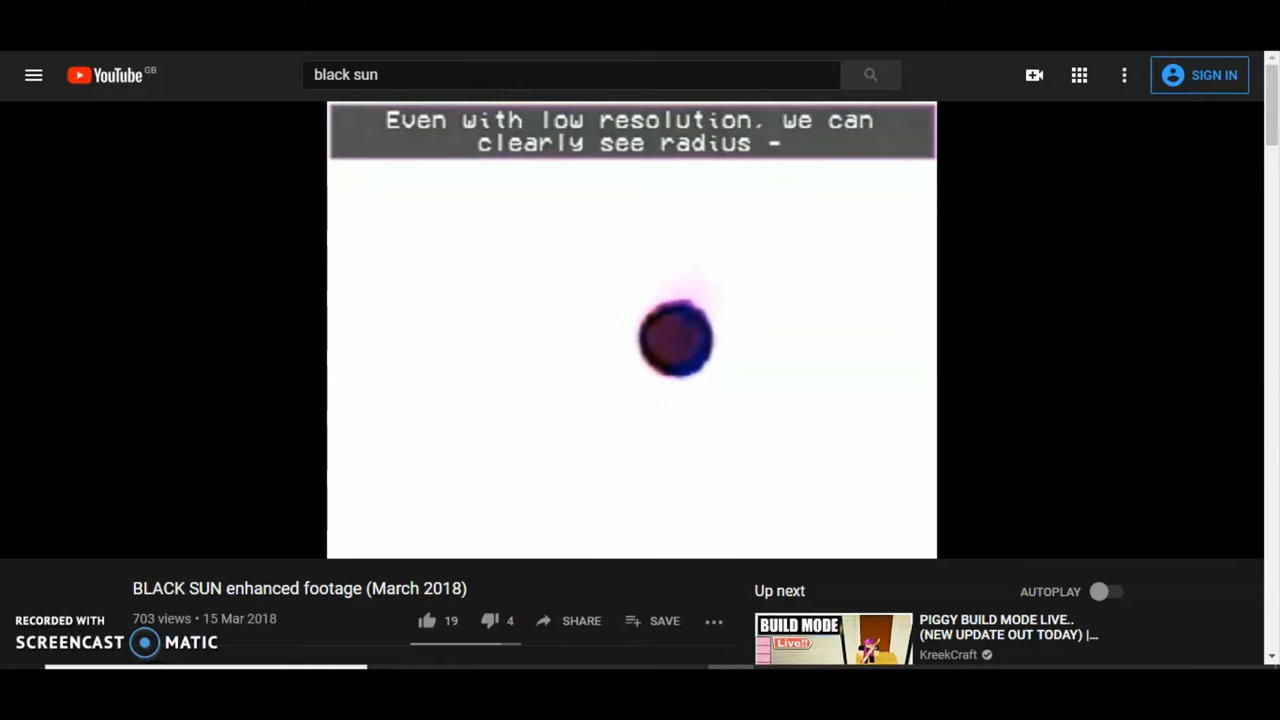 YouTube GB
black sun
SIGN IN
Even with low resolution, we can
clearly see radius -
BLACK SUN enhanced footage (March 2018)
703 views • 15 Mar 2018
19
4
SHARE
SAVE
Up next
AUTOPLAY
BUILD MODE
Live!!
PIGGY BUILD MODE LIVE..
(NEW UPDATE OUT TODAY) |...
KreekCraft
RECORDED WITH
SCREENCAST MATIC